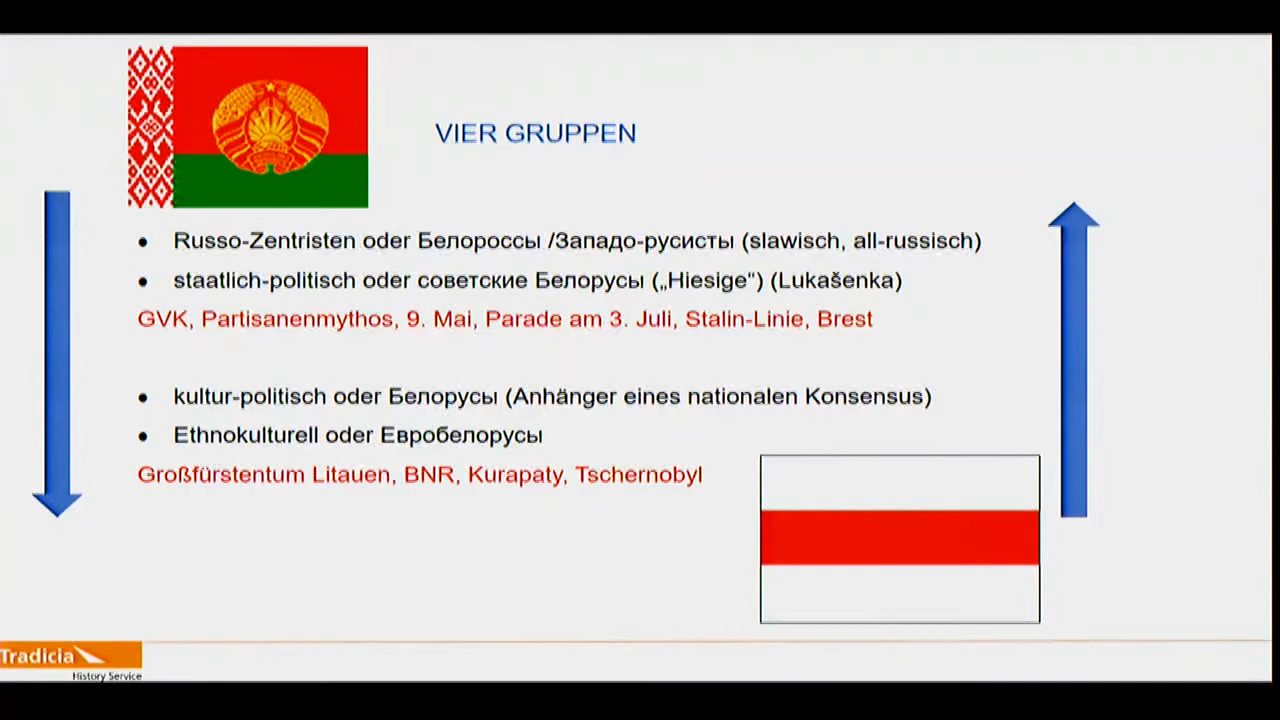 VIER GRUPPEN
• Russo-Zentristen oder Белороссы /Западо-русисты (slawisch, all-russisch)
• staatlich-politisch oder советские Белорусы („Hiesige“) (Lukašenka)
GVK, Partisanenmythos, 9. Mai, Parade am 3. Juli, Stalin-Linie, Brest
• kultur-politisch oder Белорусы (Anhänger eines nationalen Konsensus)
• Ethnokulturell oder Евробелорусы
Großfürstentum Litauen, BNR, Kurapaty, Tschernobyl
Tradicia
History Service